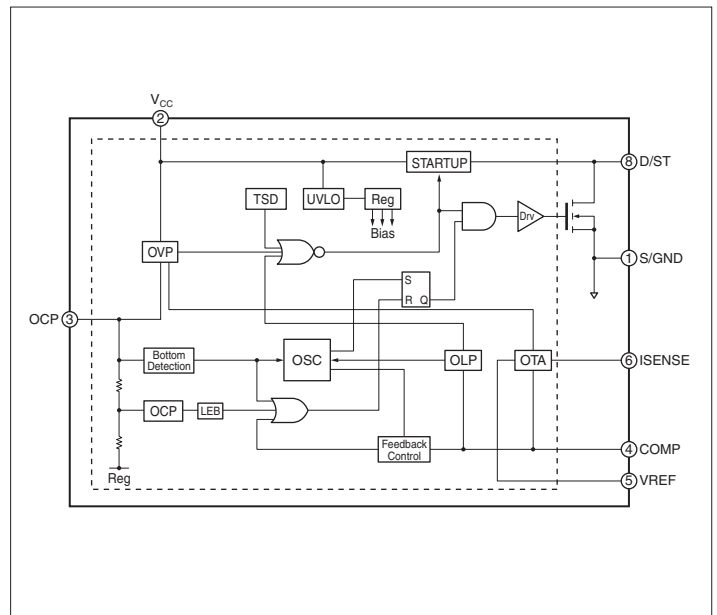 VCC
2
STARTUP
8 D/ST
TSD
UVLO
Reg
Bias
Drv
OVP
1 S/GND
S
R Q
OCP 3
Bottom
Detection
OSC
OLP
OTA
6 ISENSE
OCP
LEB
Feedback
Control
4 COMP
Reg
5 VREF